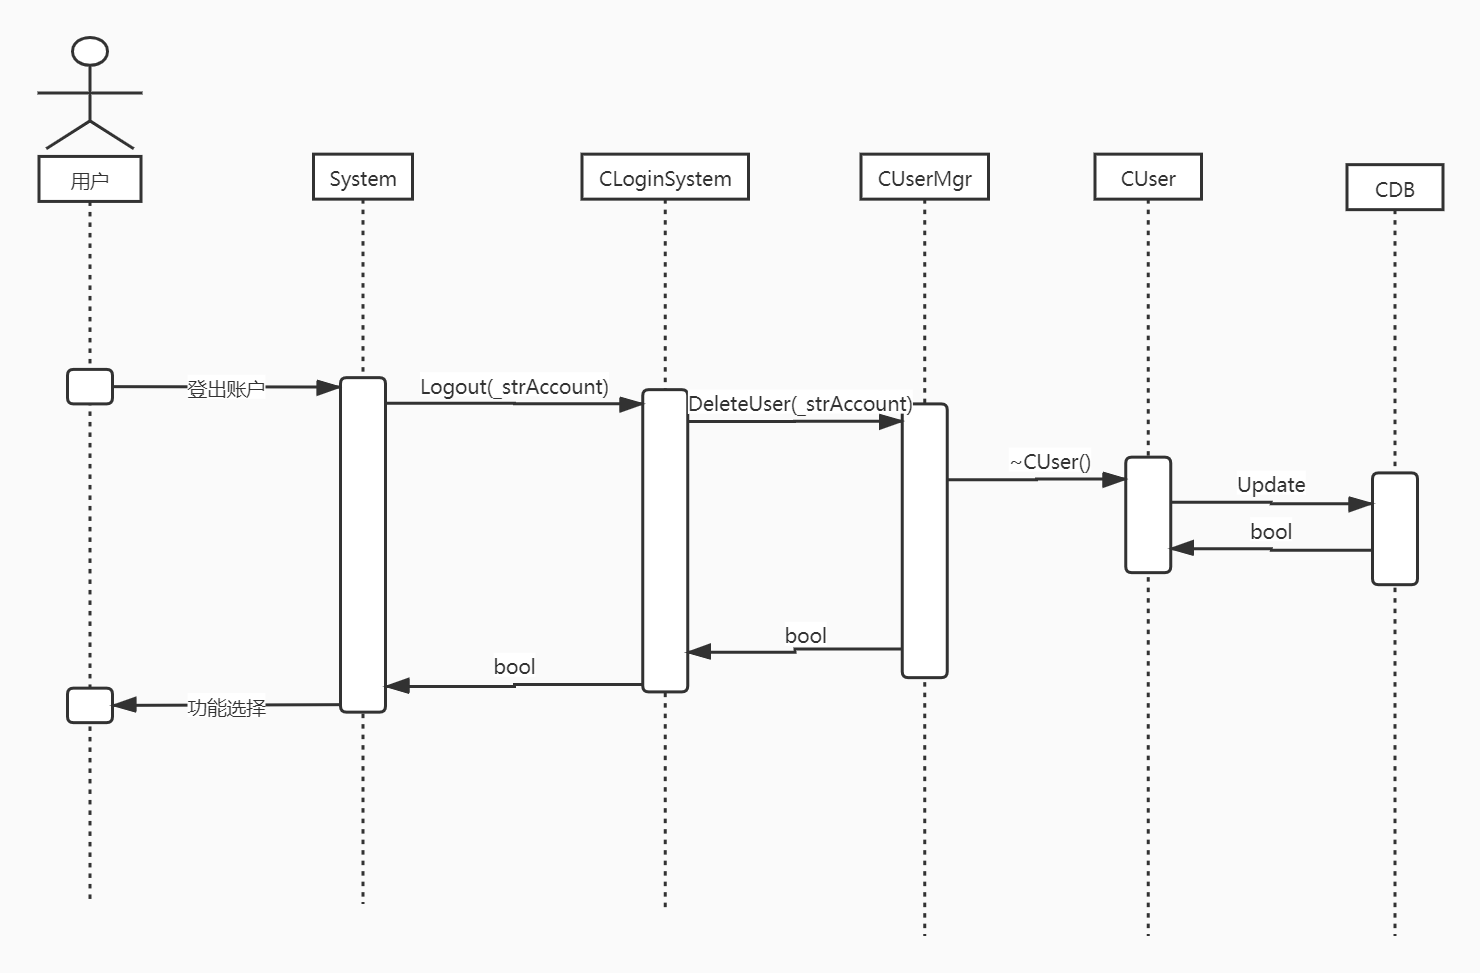 用户
System
CLoginSystem
CUserMgr
CUser
CDB
登出账户
Logout(_strAccount)
DeleteUser(_strAccount)
~CUser()
Update
bool
bool
bool
功能选择